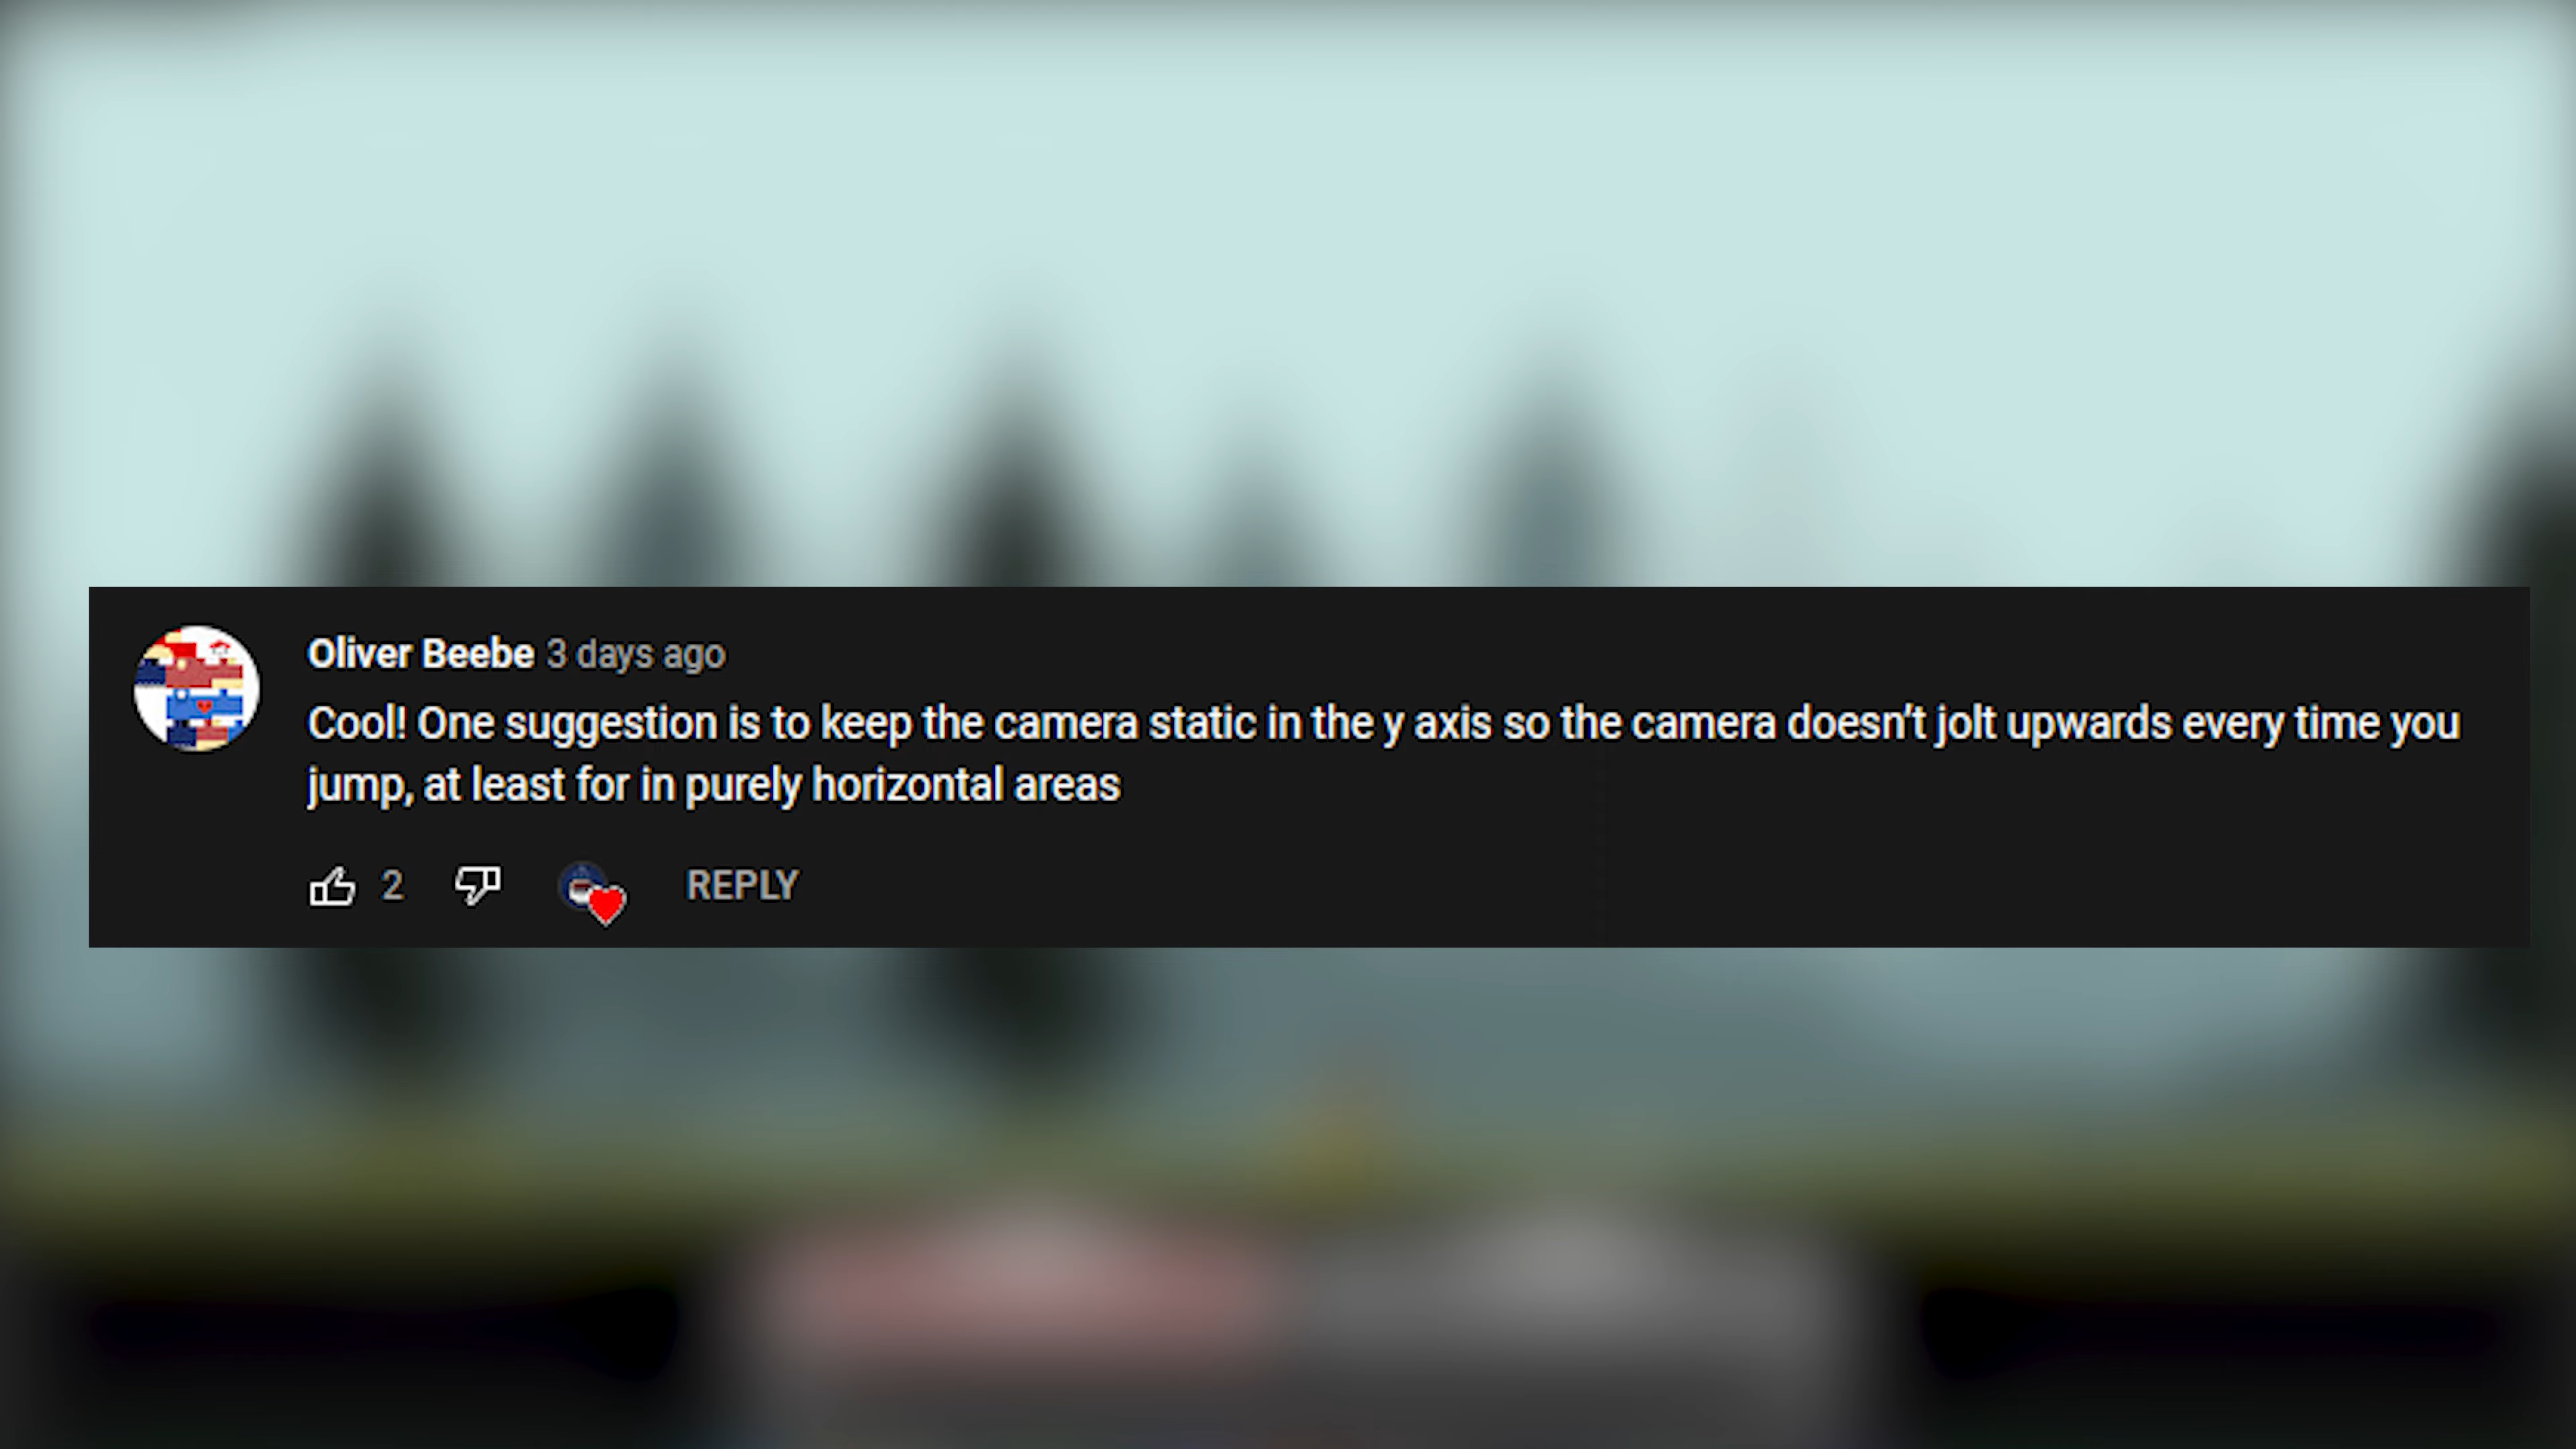 Oliver Beebe 3 days ago
Cool! One suggestion is to keep the camera static in the y axis so the camera doesn’t jolt upwards every time you
jump, at least for in purely horizontal areas
2 REPLY